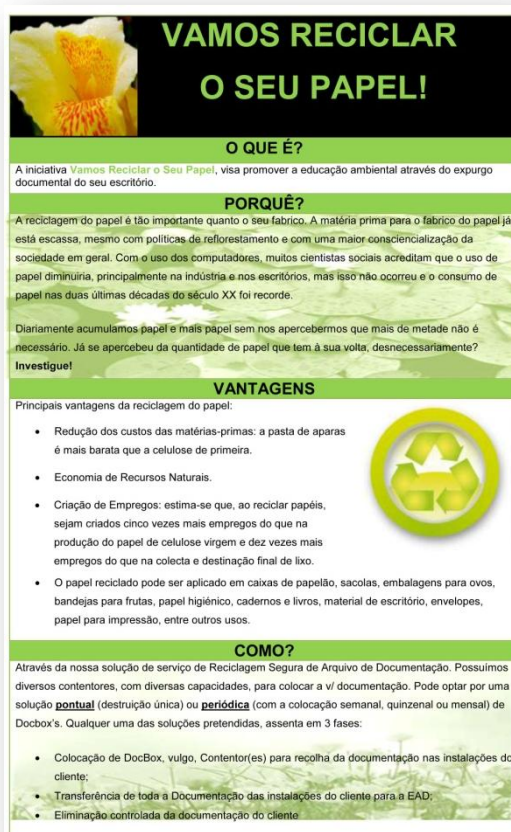 VAMOS RECICLAR
O SEU PAPEL!
O QUE É?
A iniciativa Vamos Reciclar o Seu Papel, visa promover a educação ambiental através do expurgo
documental do seu escritório.
PORQUÊ?
A reciclagem do papel é tão importante quanto o seu fabrico. A matéria prima para o fabrico do papel já
está escassa, mesmo com políticas de reflorestamento e com uma maior consciencialização da
sociedade em geral. Com o uso dos computadores, muitos cientistas sociais acreditam que o uso de
papel diminuiria, principalmente na indústria e nos escritórios, mas isso não ocorreu e o consumo de
papel nas duas últimas décadas do século XX foi recorde.
Diariamente acumulamos papel e mais papel sem nos apercebermos que mais de metade não é
necessário. Já se apercebeu da quantidade de papel que tem à sua volta, desnecessariamente?
Investigue!
VANTAGENS
Principais vantagens da reciclagem do papel:
• Redução dos custos das matérias-primas: a pasta de aparas
é mais barata que a celulose de primeira.
• Economia de Recursos Naturais.
• Criação de Empregos: estima-se que, ao reciclar papéis,
sejam criados cinco vezes mais empregos do que na
produção do papel de celulose virgem e dez vezes mais
empregos do que na colecta e destinação final de lixo.
• O papel reciclado pode ser aplicado em caixas de papelão, sacolas, embalagens para ovos,
bandejas para frutas, papel higiénico, cadernos e livros, material de escritório, envelopes,
papel para impressão, entre outros usos.
COMO?
Através da nossa solução de serviço de Reciclagem Segura de Arquivo de Documentação. Possuímos
diversos contentores, com diversas capacidades, para colocar a v/ documentação. Pode optar por uma
solução pontual (destruição única) ou periódica (com a colocação semanal, quinzenal ou mensal) de
Docbox's. Qualquer uma das soluções pretendidas, assenta em 3 fases:
• Colocação de DocBox, vulgo, Contentor(es) para recolha da documentação nas instalações do
cliente;
• Transferência de toda a Documentação das instalações do cliente para a EAD;
• Eliminação controlada da documentação do cliente